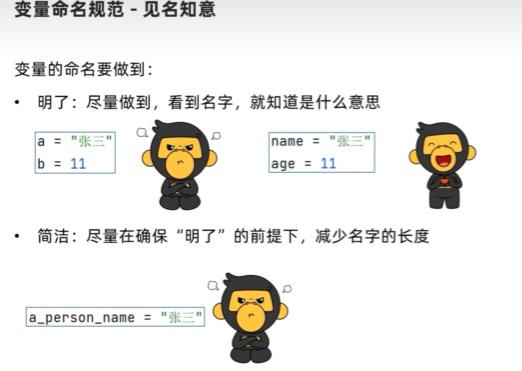 变量命名规范 - 见名知意
变量的命名要做到：
• 明了：尽量做到，看到名字，就知道是什么意思
a = "张三"
b = 11
name = "张三"
age = 11
• 简洁：尽量在确保“明了”的前提下，减少名字的长度
a_person_name = "张三"